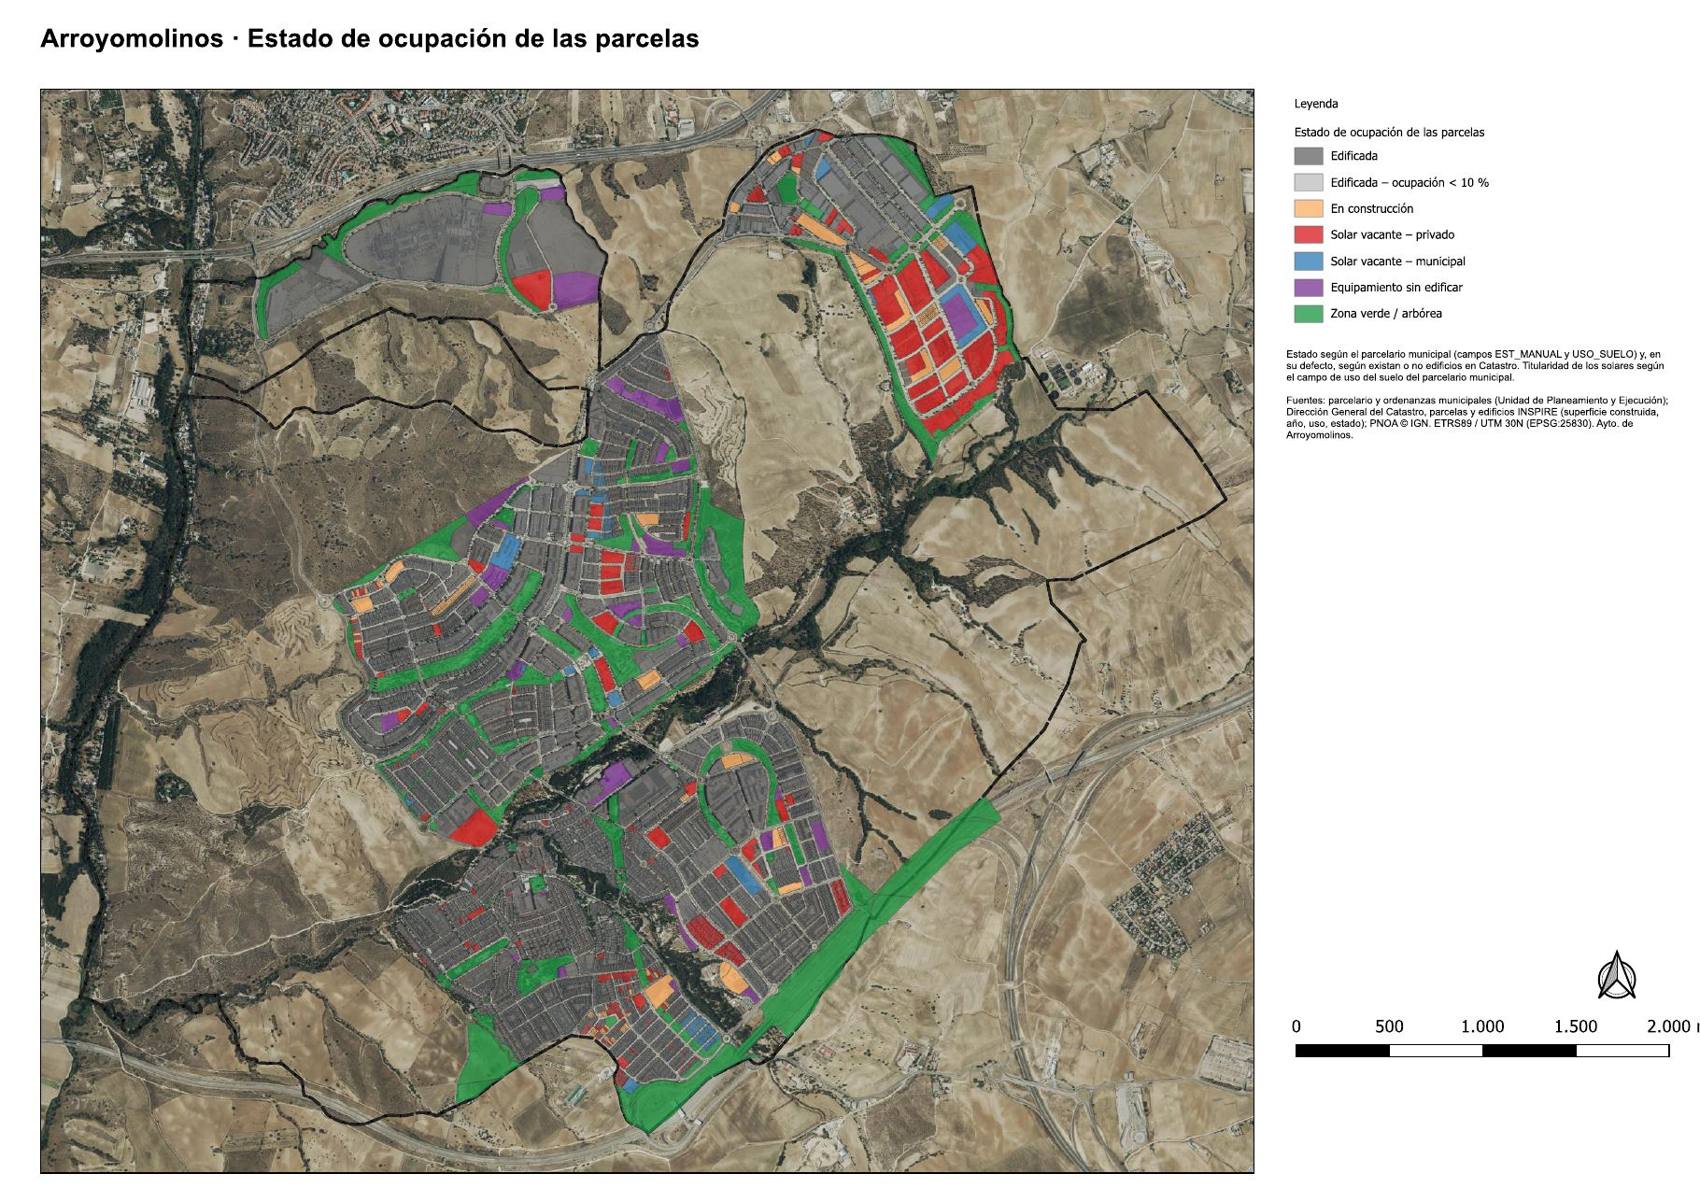 Arroyomolinos · Estado de ocupación de las parcelas
Leyenda
Estado de ocupación de las parcelas
Edificada
Edificada – ocupación < 10 %
En construcción
Solar vacante – privado
Solar vacante – municipal
Equipamiento sin edificar
Zona verde / arbórea
Estado según el parcelario municipal (campos EST_MANUAL y USO_SUELO) y, en
su defecto, según existan o no edificios en Catastro. Titularidad de los solares según
el campo de uso del suelo del parcelario municipal.
Fuentes: parcelario y ordenanzas municipales (Unidad de Planeamiento y Ejecución);
Dirección General del Catastro, parcelas y edificios INSPIRE (superficie construida,
año, uso, estado); PNOA © IGN. ETRS89 / UTM 30N (EPSG:25830). Ayto. de
Arroyomolinos.
0 500 1.000 1.500 2.000